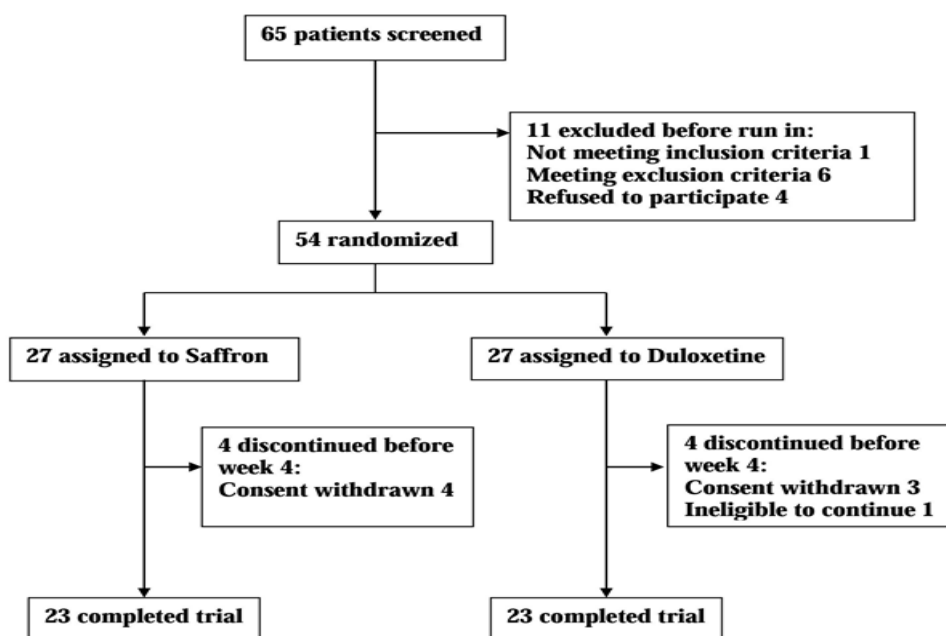 65 patients screened
11 excluded before run in:
Not meeting inclusion criteria 1
Meeting exclusion criteria 6
Refused to participate 4
54 randomized
27 assigned to Saffron
27 assigned to Duloxetine
4 discontinued before
week 4:
Consent withdrawn 4
4 discontinued before
week 4:
Consent withdrawn 3
Ineligible to continue 1
23 completed trial
23 completed trial